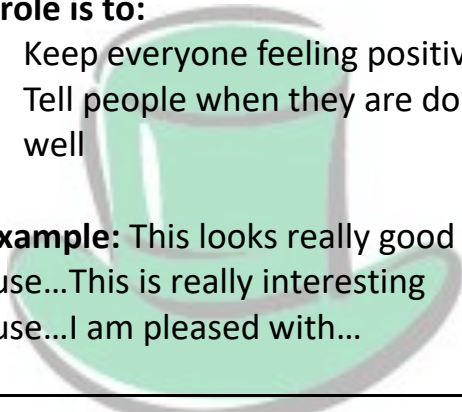 role is to:
Keep everyone feeling positiv
Tell people when they are do
well
xample: This looks really good
use…This is really interesting
use…I am pleased with…